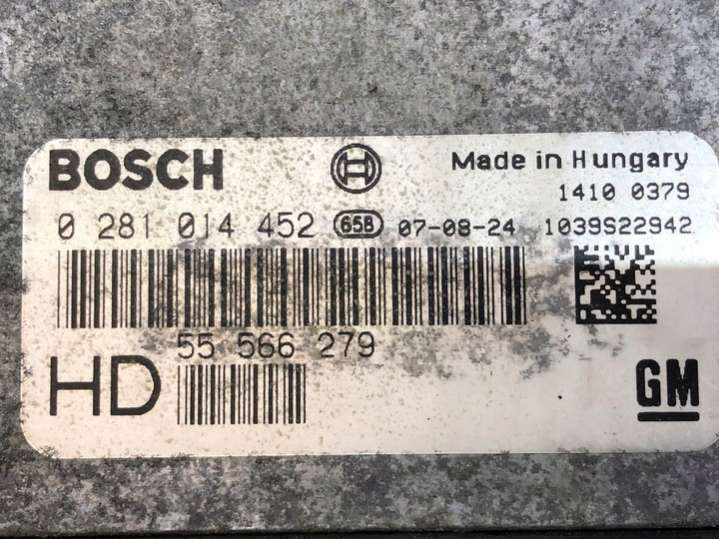 BOSCH Made in Hungary
1410 0379
0 281 014 452 65B 07-08-24 1039S22942
55 566 279
HD GM